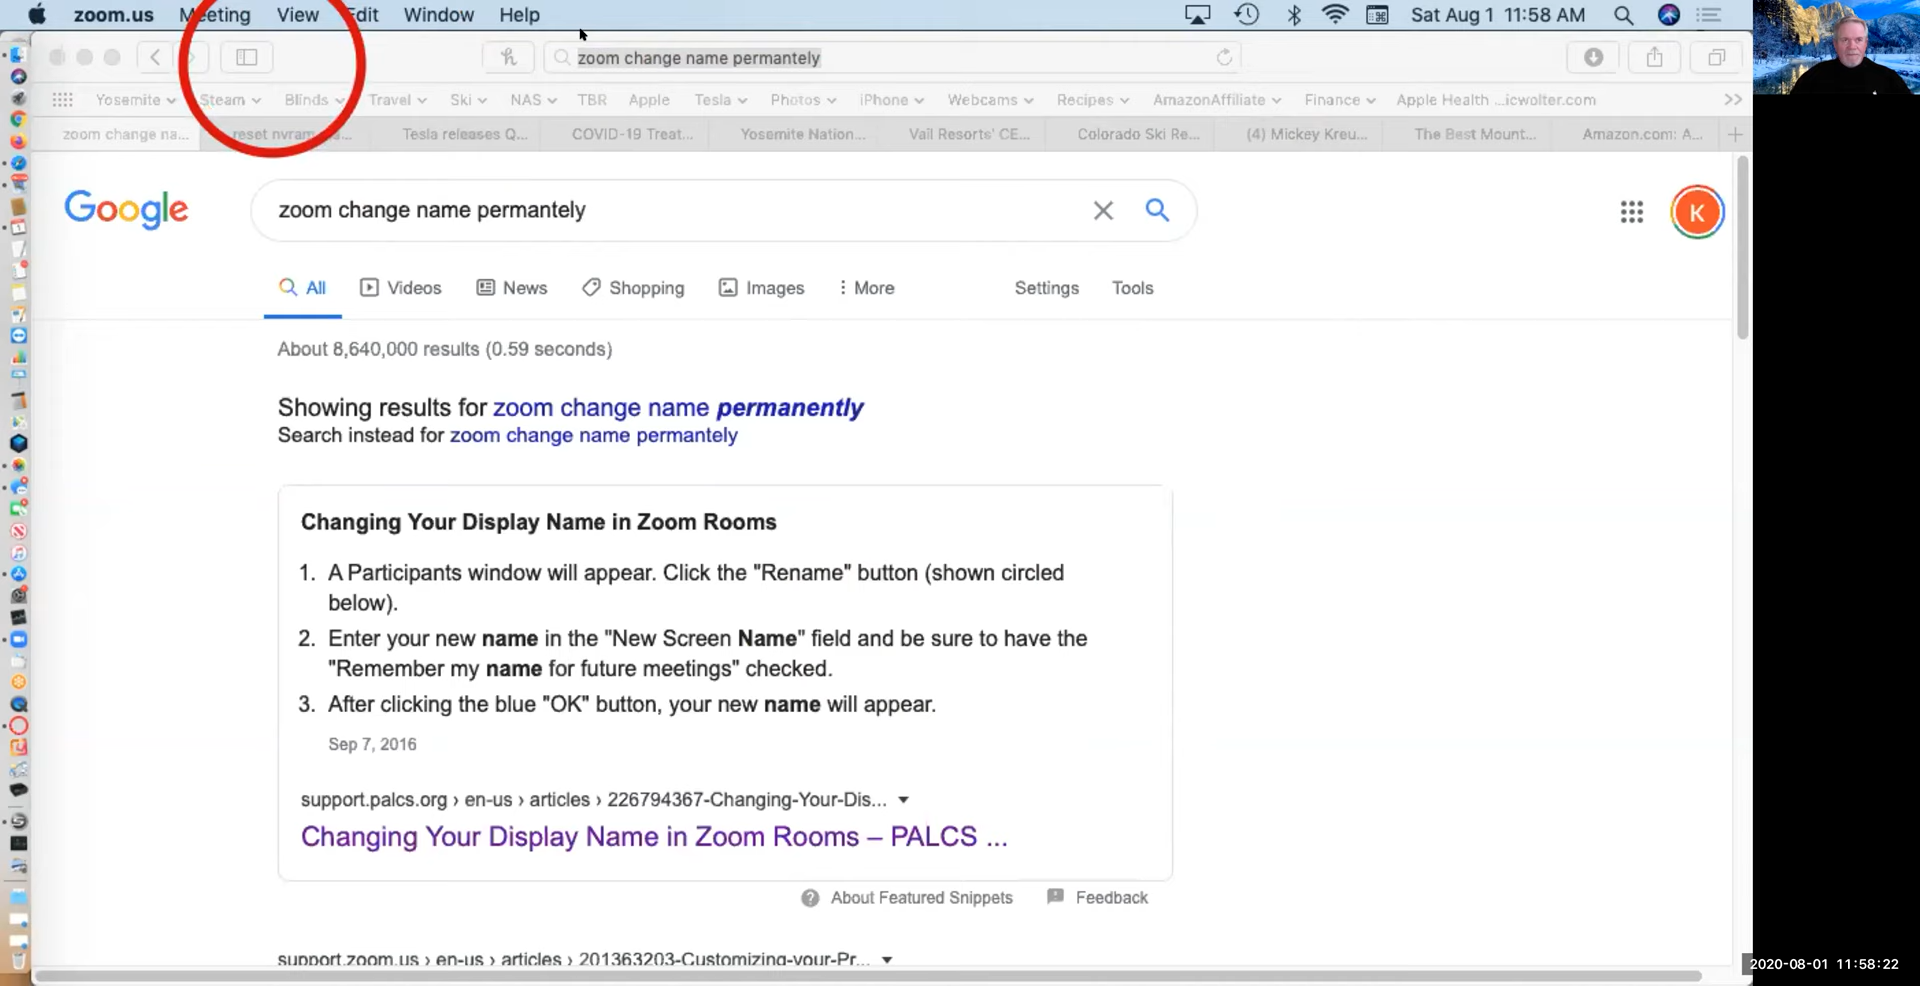 zoom.us Meeting View Edit Window Help Sat Aug 1 11:58 AM
zoom change name permantely
Yosemite Steam Blinds Travel Ski NAS TBR Apple Tesla Photos iPhone Webcams Recipes AmazonAffiliate Finance Apple Health ...icwolter.com
zoom change na... reset nvram Tesla releases Q... COVID-19 Treat... Yosemite Nation... Vail Resorts' CE... Colorado Ski Re... (4) Mickey Kreu... The Best Mount... Amazon.com: A...
Google zoom change name permantely K
All Videos News Shopping Images More Settings Tools
About 8,640,000 results (0.59 seconds)
Showing results for zoom change name permanently
Search instead for zoom change name permantely
Changing Your Display Name in Zoom Rooms
1. A Participants window will appear. Click the "Rename" button (shown circled
below).
2. Enter your new name in the "New Screen Name" field and be sure to have the
"Remember my name for future meetings" checked.
3. After clicking the blue "OK" button, your new name will appear.
Sep 7, 2016
support.palcs.org › en-us › articles › 226794367-Changing-Your-Dis...
Changing Your Display Name in Zoom Rooms – PALCS ...
About Featured Snippets Feedback
support.zoom.us › en-us › articles › 201363203-Customizing-your-Pr...
2020-08-01 11:58:22